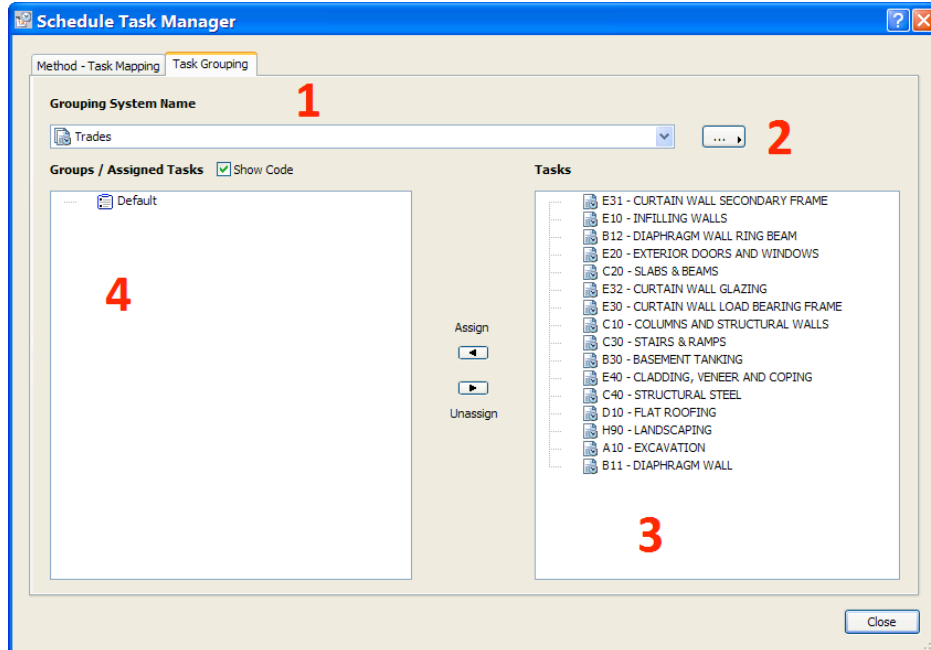 Schedule Task Manager
Method - Task Mapping Task Grouping
Grouping System Name 1
Trades ... 2
Groups / Assigned Tasks Show Code Tasks
Default
E31 - CURTAIN WALL SECONDARY FRAME
E10 - INFILLING WALLS
B12 - DIAPHRAGM WALL RING BEAM
E20 - EXTERIOR DOORS AND WINDOWS
C20 - SLABS & BEAMS
E32 - CURTAIN WALL GLAZING
E30 - CURTAIN WALL LOAD BEARING FRAME
C10 - COLUMNS AND STRUCTURAL WALLS
C30 - STAIRS & RAMPS
B30 - BASEMENT TANKING
E40 - CLADDING, VENEER AND COPING
C40 - STRUCTURAL STEEL
D10 - FLAT ROOFING
H90 - LANDSCAPING
A10 - EXCAVATION
B11 - DIAPHRAGM WALL
4
Assign
Unassign
3
Close